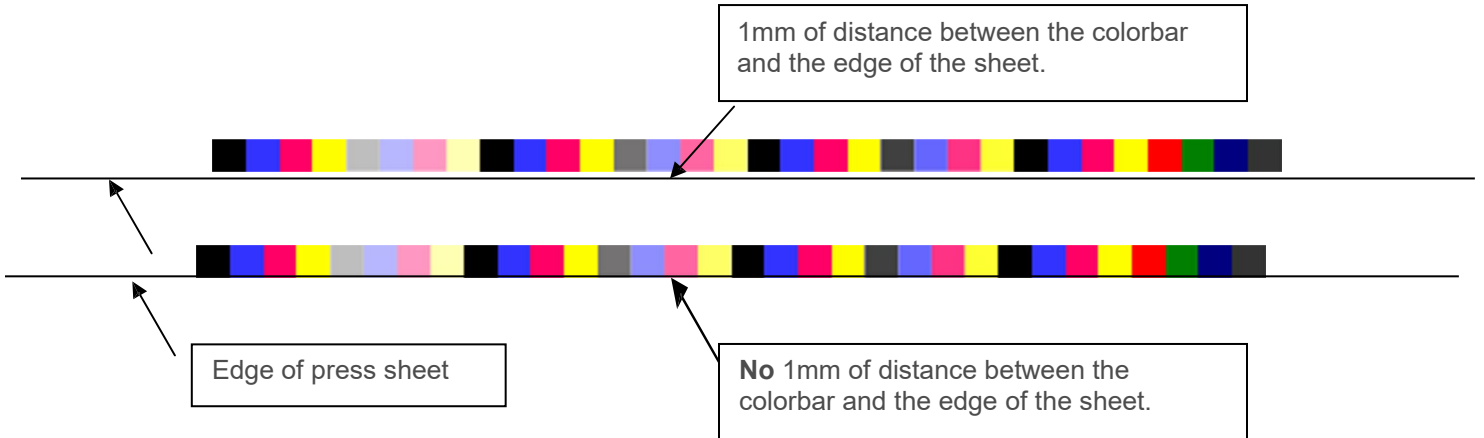 1mm of distance between the colorbar
and the edge of the sheet.
Edge of press sheet
No 1mm of distance between the
colorbar and the edge of the sheet.